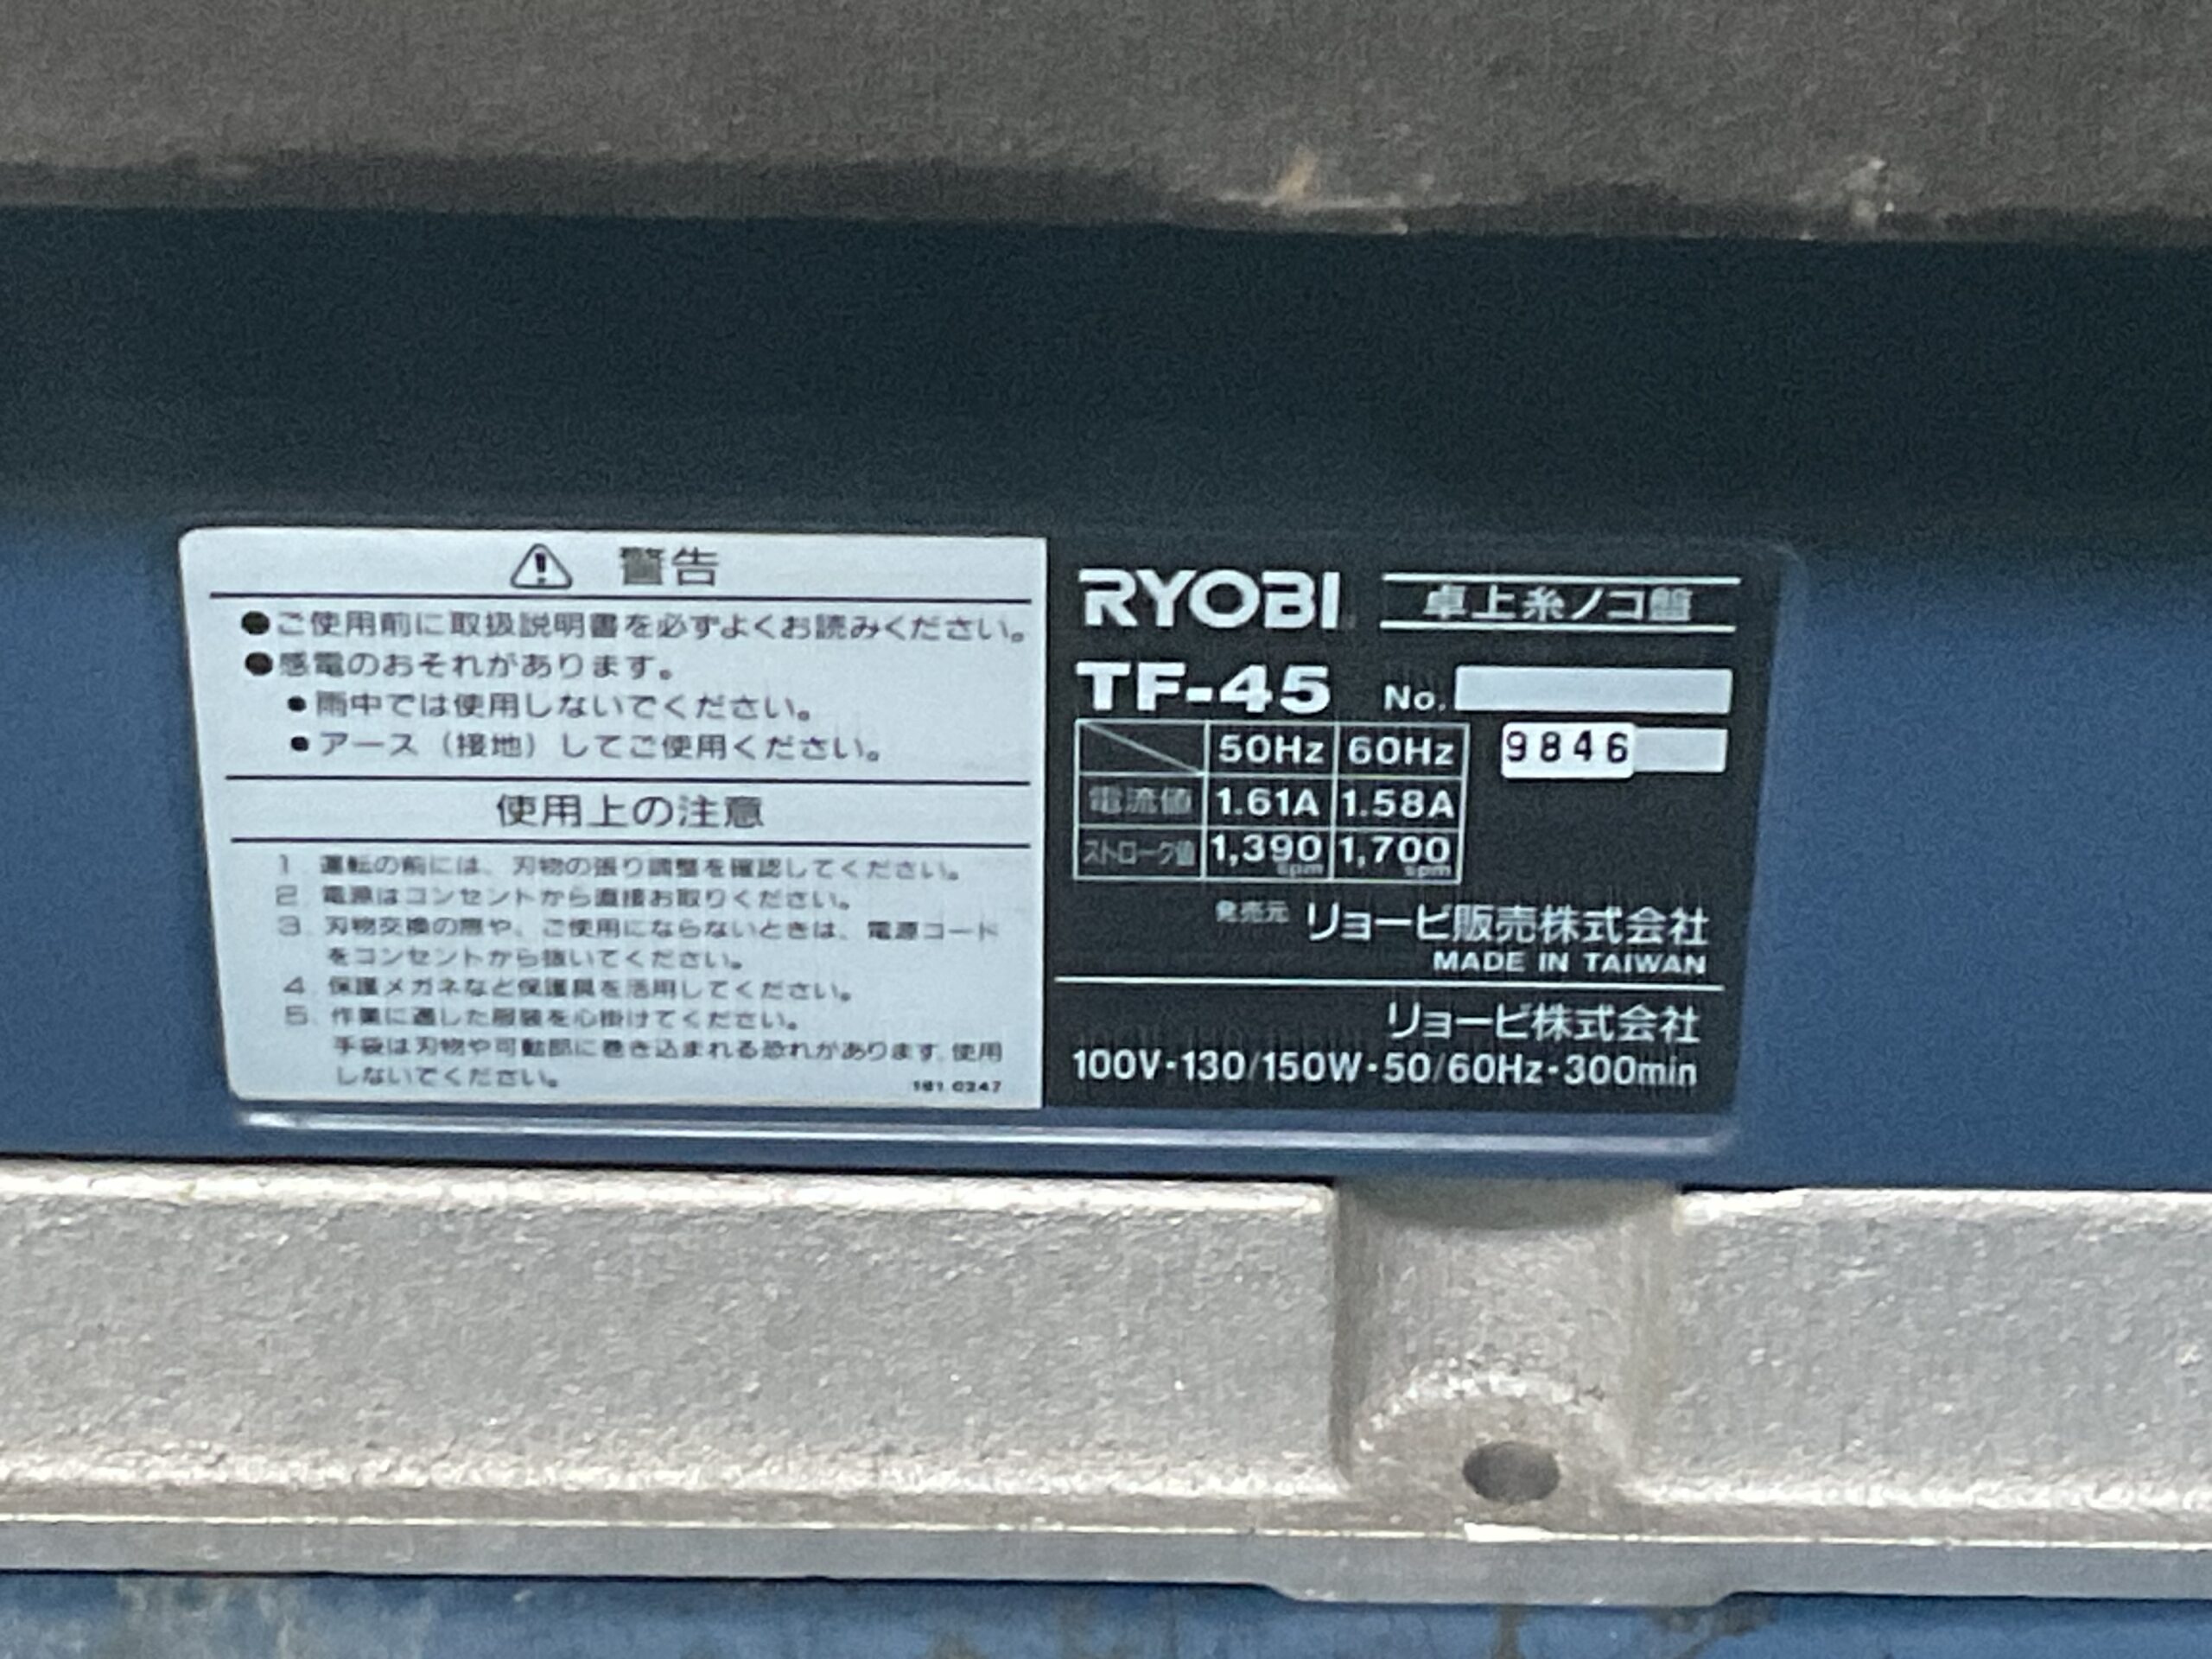 警告
●ご使用前に取扱説明書を必ずよくお読みください。
●感電のおそれがあります。
●雨中では使用しないでください。
●アース（接地）してご使用ください。
使用上の注意
1. 運転の前には、刃物の張り調整を確認してください。
2. 電源はコンセントから直接お取りください。
3. 刃物交換の際や、ご使用にならないときは、電源コード
をコンセントから抜いてください。
4. 保護メガネなど保護具を活用してください。
5. 作業に適した服装を心掛けてください。
手袋は刃物や可動部に巻き込まれる恐れがあります。使用
しないでください。
181 0247
RYOBI 卓上糸ノコ盤
TF-45 No.
9846
50Hz 60Hz
電流値 1.61A 1.58A
ストローク値 1,390spm 1,700spm
発売元 リョービ販売株式会社
MADE IN TAIWAN
リョービ株式会社
100V・130/150W・50/60Hz・300min